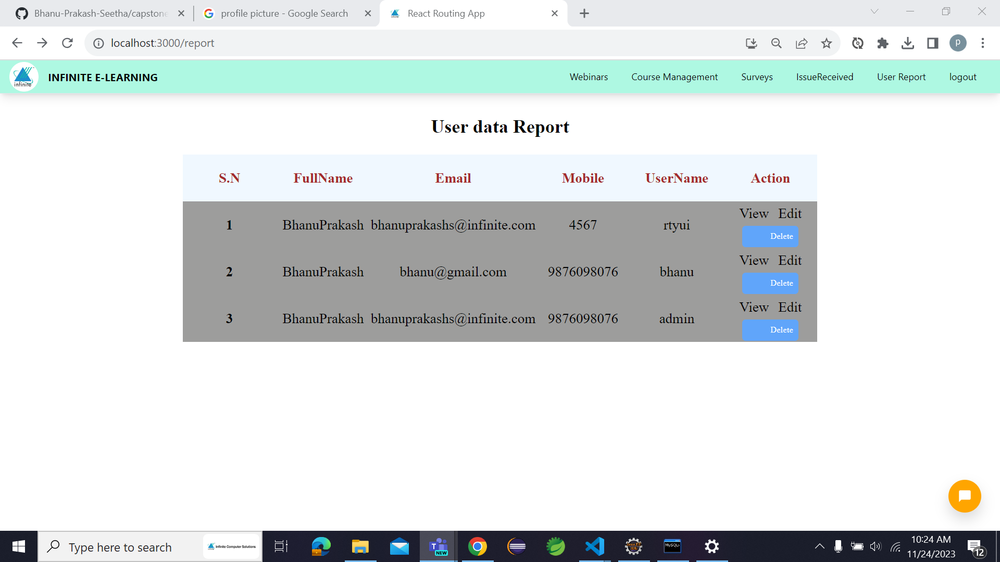 Bhanu-Prakash-Seetha/capstone
profile picture - Google Search
React Routing App
localhost:3000/report
P
infinite
INFINITE E-LEARNING
Webinars
Course Management
Surveys
IssueReceived
User Report
logout
User data Report
S.N FullName Email Mobile UserName Action
1 BhanuPrakash bhanuprakashs@infinite.com 4567 rtyui View Edit
Delete
2 BhanuPrakash bhanu@gmail.com 9876098076 bhanu View Edit
Delete
3 BhanuPrakash bhanuprakashs@infinite.com 9876098076 admin View Edit
Delete
Type here to search
Infinite Computer Solutions
T
NEW
Java EE
IDE
MySQL
10:24 AM
11/24/2023
12